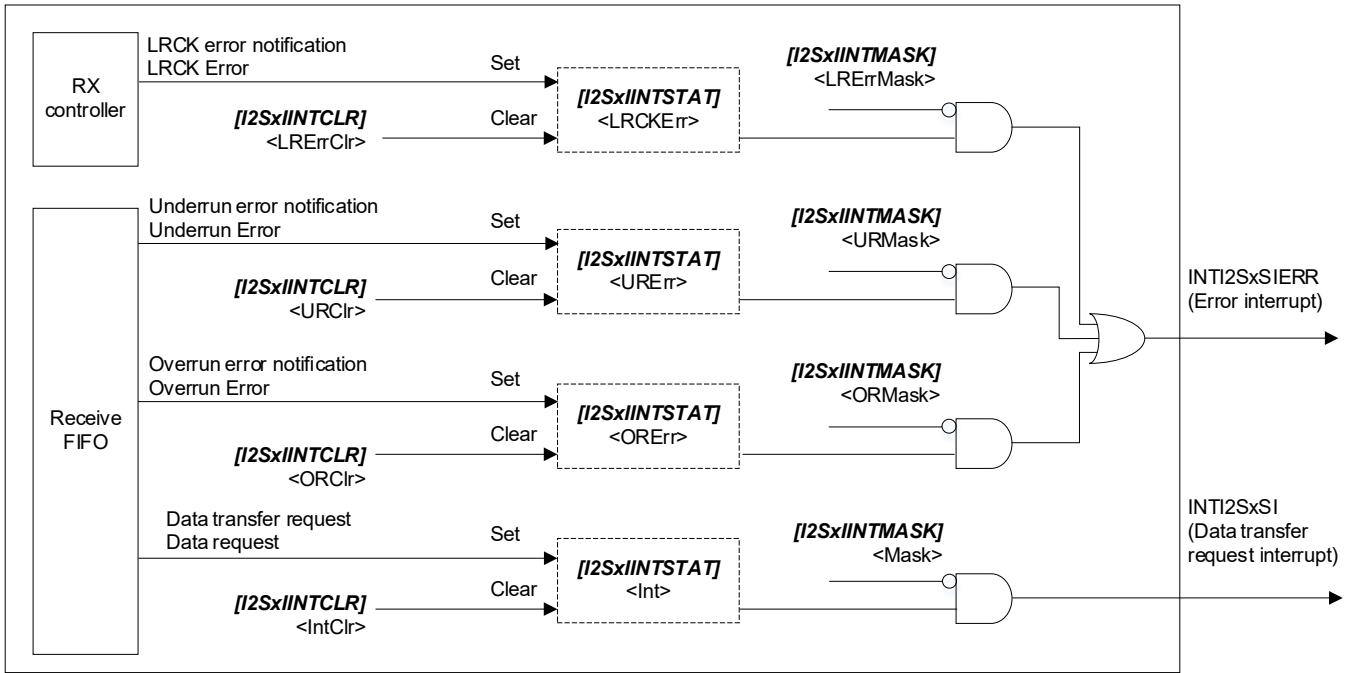 RX
controller
LRCK error notification
LRCK Error
Set
[I2SxIINTCLR]
<LRErrClr>
Clear
[I2SxIINTSTAT]
<LRCKErr>
[I2SxIINTMASK]
<LRErrMask>
Receive
FIFO
Underrun error notification
Underrun Error
Set
[I2SxIINTCLR]
<URClr>
Clear
[I2SxIINTSTAT]
<URErr>
[I2SxIINTMASK]
<URMask>
INTI2SxSIERR
(Error interrupt)
Overrun error notification
Overrun Error
Set
[I2SxIINTCLR]
<ORClr>
Clear
[I2SxIINTSTAT]
<ORErr>
[I2SxIINTMASK]
<ORMask>
Data transfer request
Data request
Set
[I2SxIINTCLR]
<IntClr>
Clear
[I2SxIINTSTAT]
<Int>
[I2SxIINTMASK]
<Mask>
INTI2SxSI
(Data transfer
request interrupt)